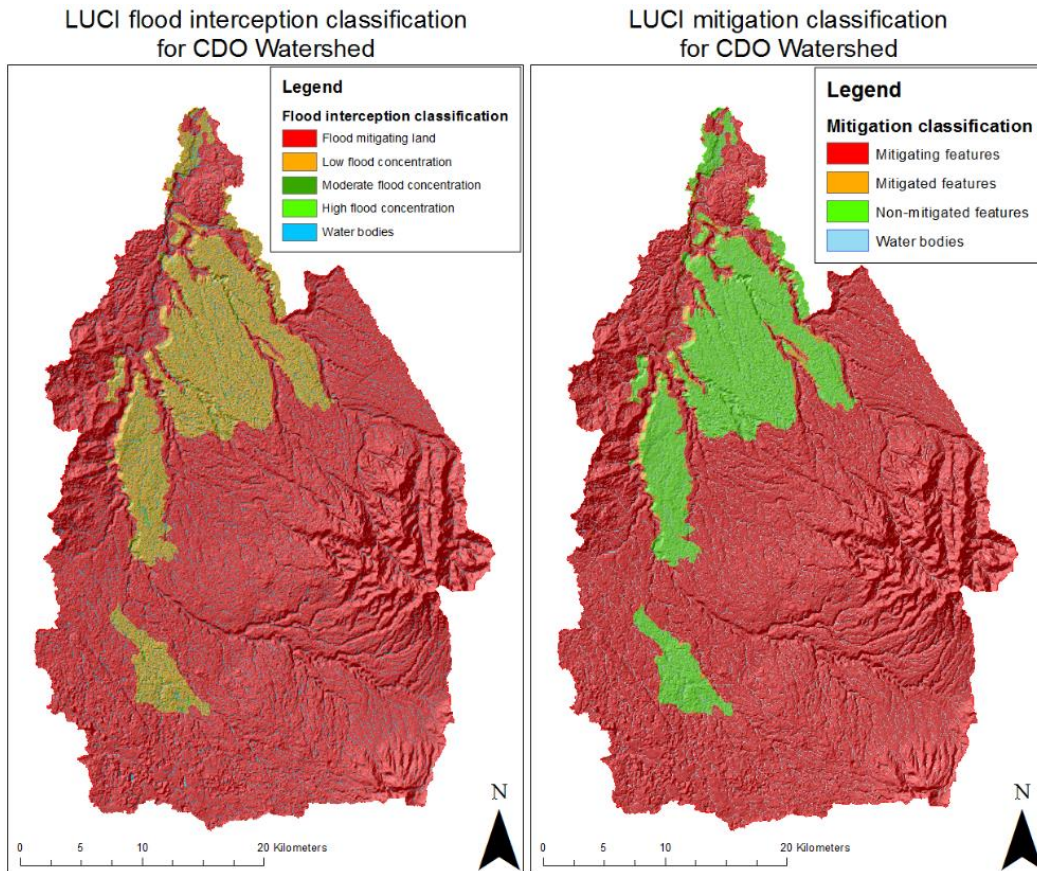 LUCI flood interception classification
for CDO Watershed
Legend
Flood interception classification
Flood mitigating land
Low flood concentration
Moderate flood concentration
High flood concentration
Water bodies
N
0 5 10 20 Kilometers
LUCI mitigation classification
for CDO Watershed
Legend
Mitigation classification
Mitigating features
Mitigated features
Non-mitigated features
Water bodies
N
0 5 10 20 Kilometers